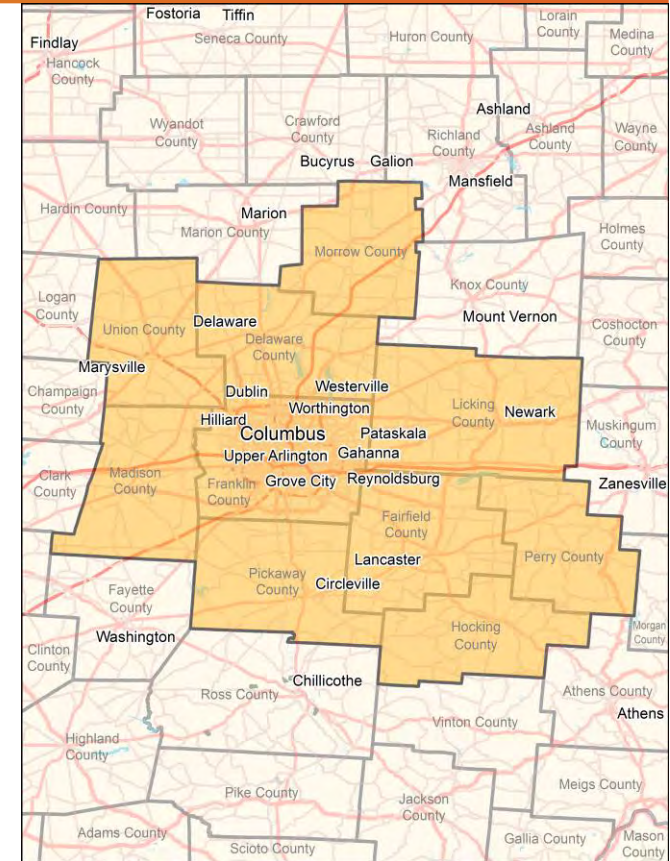 Fostoria
Tiffin
Lorain
County
Medina
County
Findlay
Hancock
County
Seneca County
Huron County
Ashland
Wyandot
County
Crawford
County
Richland
County
Ashland
County
Wayne
County
Bucyrus
Galion
Mansfield
Hardin County
Marion
Marion County
Morrow County
Holmes
County
Knox County
Logan
County
Mount Vernon
Coshocton
County
Union County
Delaware
Delaware
County
Marysville
Champaign
County
Dublin
Westerville
Worthington
Licking
County
Newark
Hilliard
Columbus
Pataskala
Muskingum
County
Upper Arlington
Gahanna
Clark
County
Madison
County
Franklin
County
Grove City
Reynoldsburg
Zanesville
Fairfield
County
Lancaster
Perry County
Pickaway
County
Circleville
Fayette
County
Washington
Hocking
County
Morgan
County
Clinton
County
Chillicothe
Ross County
Athens County
Athens
Vinton County
Highland
County
Pike County
Jackson
County
Meigs County
Adams County
Scioto County
Gallia County
Mason
County